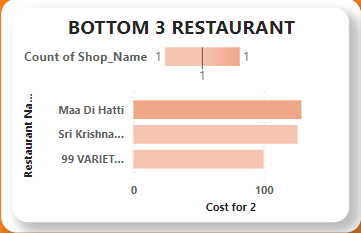 BOTTOM 3 RESTAURANT
Count of Shop_Name 1 1
1
Restaurant Na...
Maa Di Hatti
Sri Krishna...
99 VARIET...
0 100
Cost for 2